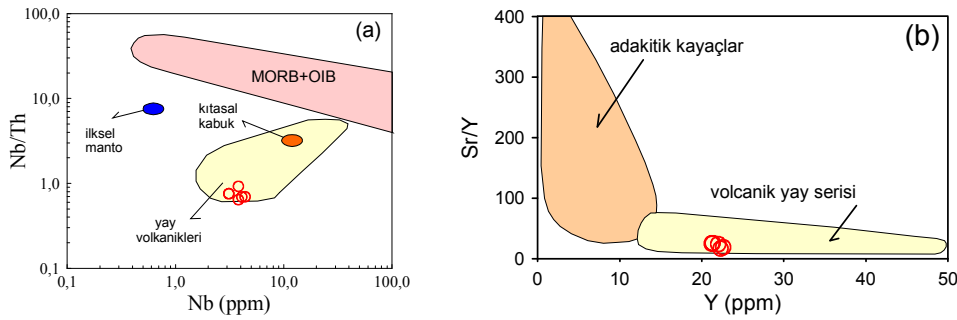 (a)
100,0
10,0
1,0
0,1
Nb/Th
MORB+OIB
kıtasal
kabuk
ilksel
manto
yay
volkanikleri
0,1
1,0
10,0
100,0
Nb (ppm)
(b)
400
300
200
100
0
Sr/Y
adakitik kayaçlar
volcanik yay serisi
0
10
20
30
40
50
Y (ppm)